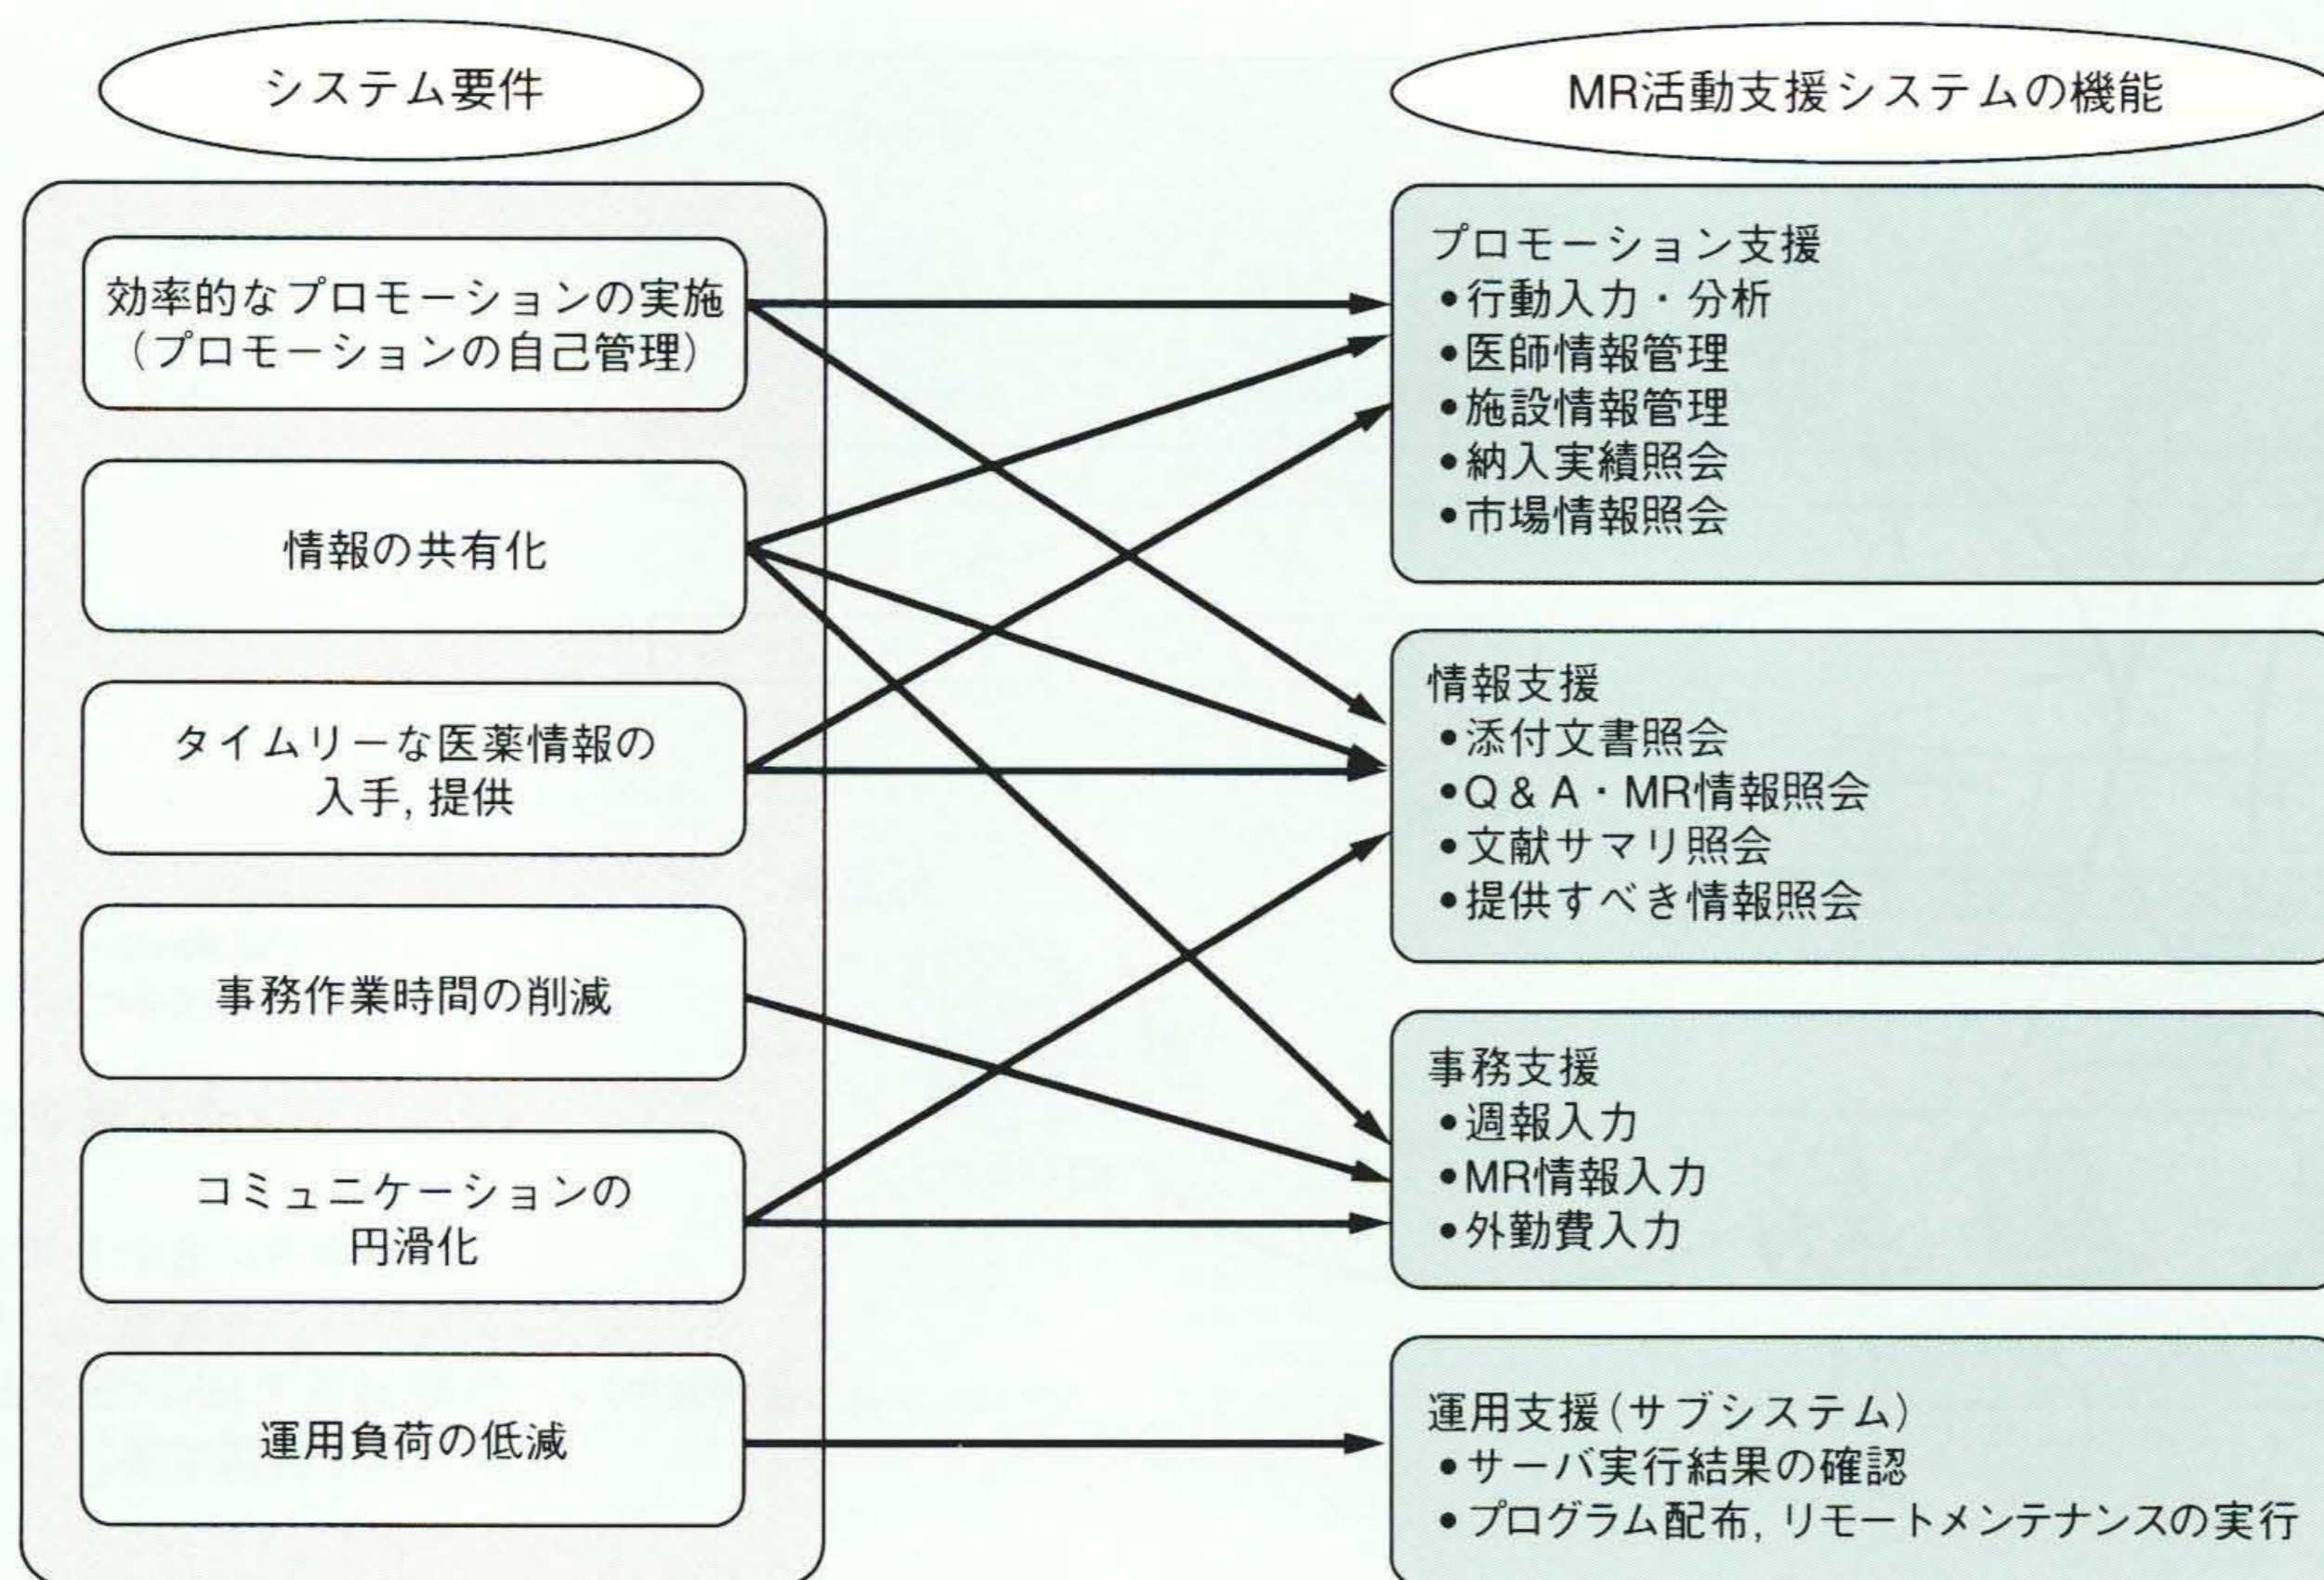 システム要件
効率的なプロモーションの実施
（プロモーションの自己管理）
情報の共有化
タイムリーな医薬情報の
入手, 提供
事務作業時間の削減
コミュニケーションの
円滑化
運用負荷の低減
MR活動支援システムの機能
プロモーション支援
•行動入力・分析
•医師情報管理
•施設情報管理
•納入実績照会
•市場情報照会
情報支援
•添付文書照会
•Q & A・MR情報照会
•文献サマリ照会
•提供すべき情報照会
事務支援
•週報入力
•MR情報入力
•外勤費入力
運用支援（サブシステム）
•サーバ実行結果の確認
•プログラム配布, リモートメンテナンスの実行